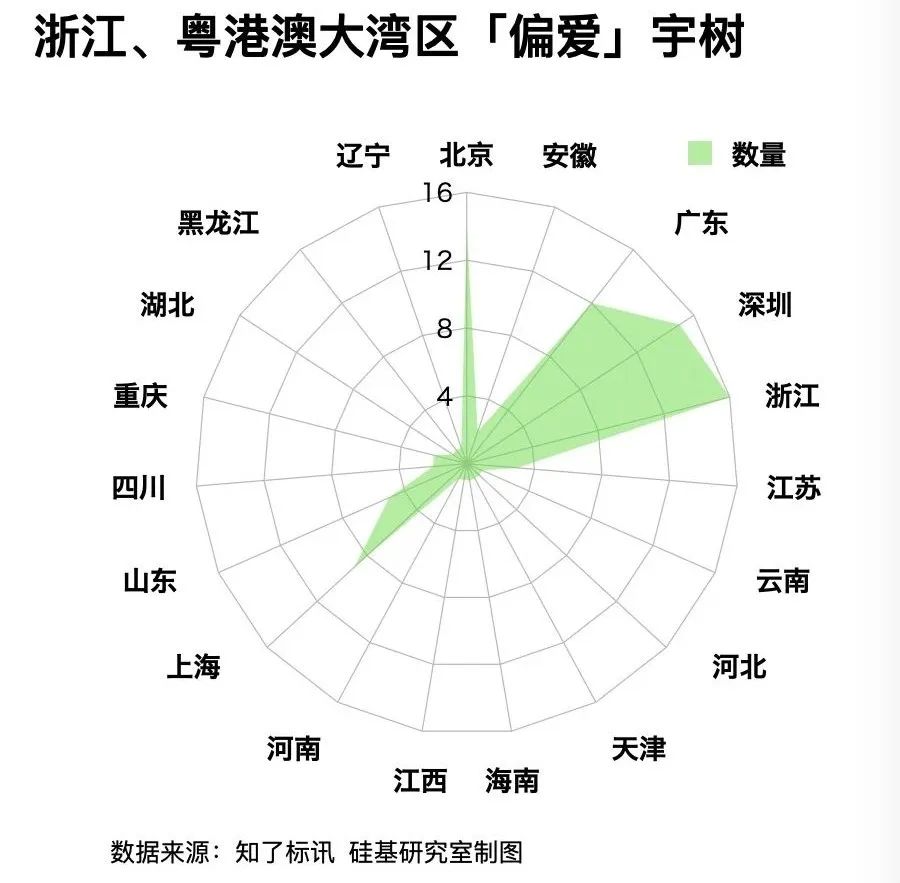 浙江、粤港澳大湾区「偏爱」宇树
辽宁 北京 安徽 数量
16
黑龙江 广东
12
湖北 深圳
8
重庆 4 浙江
四川 江苏
山东 云南
上海 河北
河南 天津
江西 海南
数据来源：知了标讯 硅基研究室制图